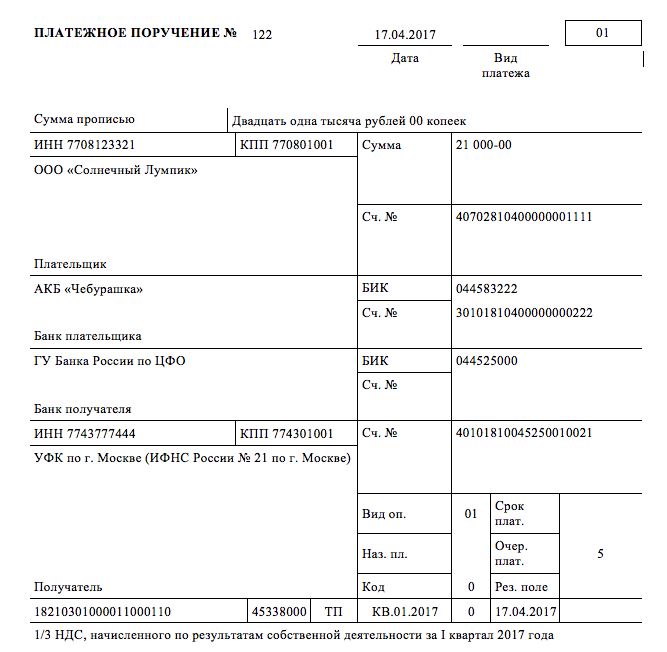 ПЛАТЕЖНОЕ ПОРУЧЕНИЕ № 122 17.04.2017 01
Дата Вид платежа
Сумма прописью Двадцать одна тысяча рублей 00 копеек
ИНН 7708123321 КПП 770801001 Сумма 21 000-00
ООО «Солнечный Лумпик»
Сч. № 40702810400000001111
Плательщик
АКБ «Чебурашка» БИК 044583222
Сч. № 30101810400000000222
Банк плательщика
ГУ Банка России по ЦФО БИК 044525000
Сч. №
Банк получателя
ИНН 7743777444 КПП 774301001 Сч. № 40101810045250010021
УФК по г. Москве (ИФНС России № 21 по г. Москве)
Вид оп. 01 Срок плат.
Наз. пл. Очер. плат. 5
Получатель Код 0 Рез. поле
18210301000011000110 45338000 ТП КВ.01.2017 0 17.04.2017
1/3 НДС, начисленного по результатам собственной деятельности за I квартал 2017 года